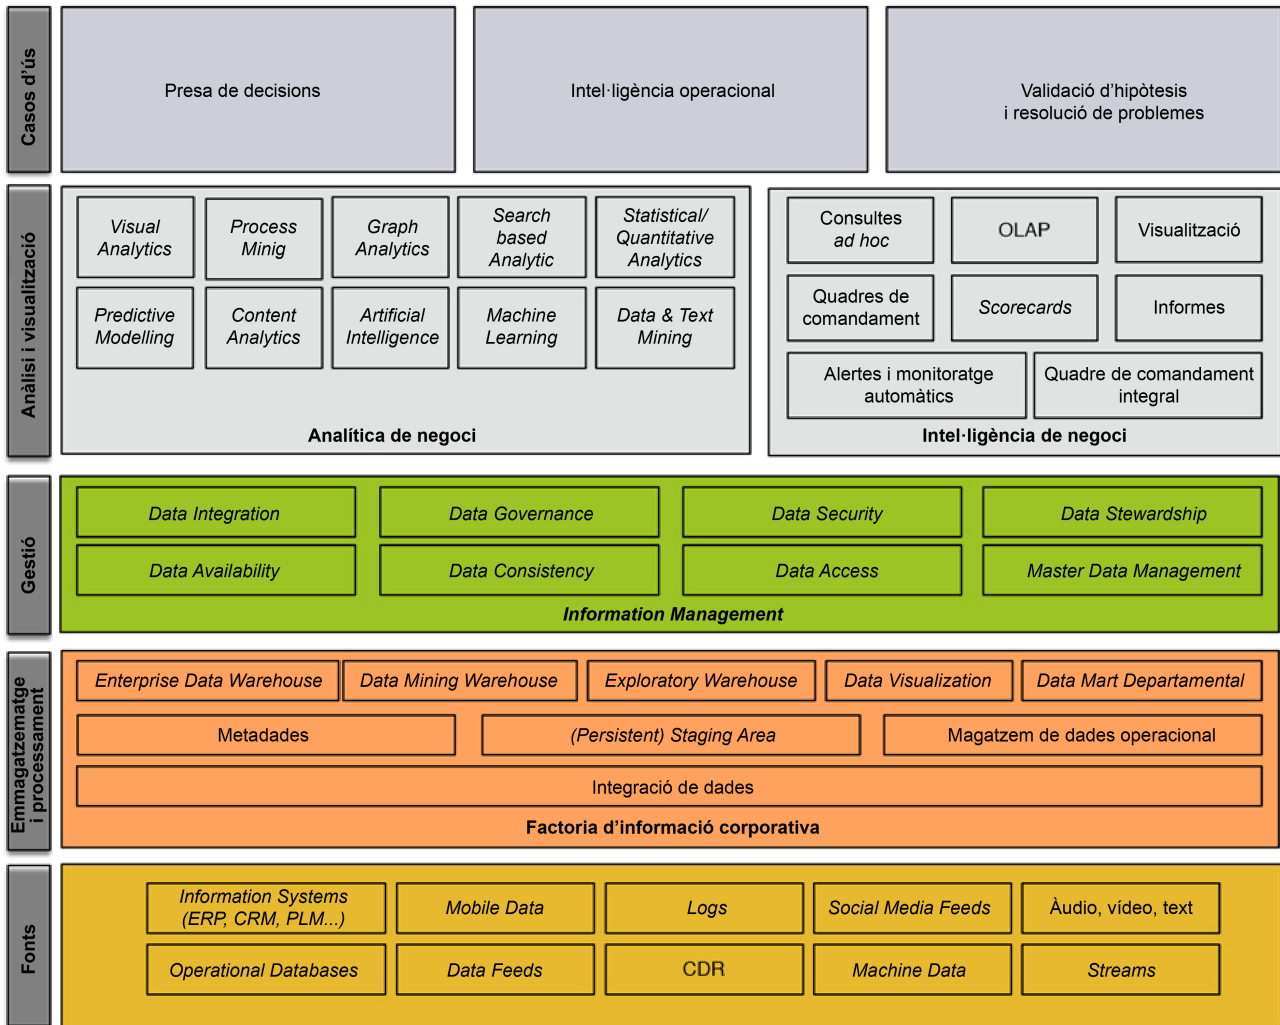 Casos d’ús
Presa de decisions
Intel·ligència operacional
Validació d’hipòtesis
i resolució de problemes
Anàlisi i visualització
Visual
Analytics
Process
Minig
Graph
Analytics
Search
based
Analytic
Statistical/
Quantitative
Analytics
Predictive
Modelling
Content
Analytics
Artificial
Intelligence
Machine
Learning
Data & Text
Mining
Analítica de negoci
Consultes
ad hoc
OLAP
Visualització
Quadres de
comandament
Scorecards
Informes
Alertes i monitoratge
automàtics
Quadre de comandament
integral
Intel·ligència de negoci
Gestió
Data Integration
Data Governance
Data Security
Data Stewardship
Data Availability
Data Consistency
Data Access
Master Data Management
Information Management
Emmagatzematge
i processament
Enterprise Data Warehouse
Data Mining Warehouse
Exploratory Warehouse
Data Visualization
Data Mart Departamental
Metadades
(Persistent) Staging Area
Magatzem de dades operacional
Integració de dades
Factoria d’informació corporativa
Fonts
Information Systems
(ERP, CRM, PLM...)
Mobile Data
Logs
Social Media Feeds
Àudio, vídeo, text
Operational Databases
Data Feeds
CDR
Machine Data
Streams